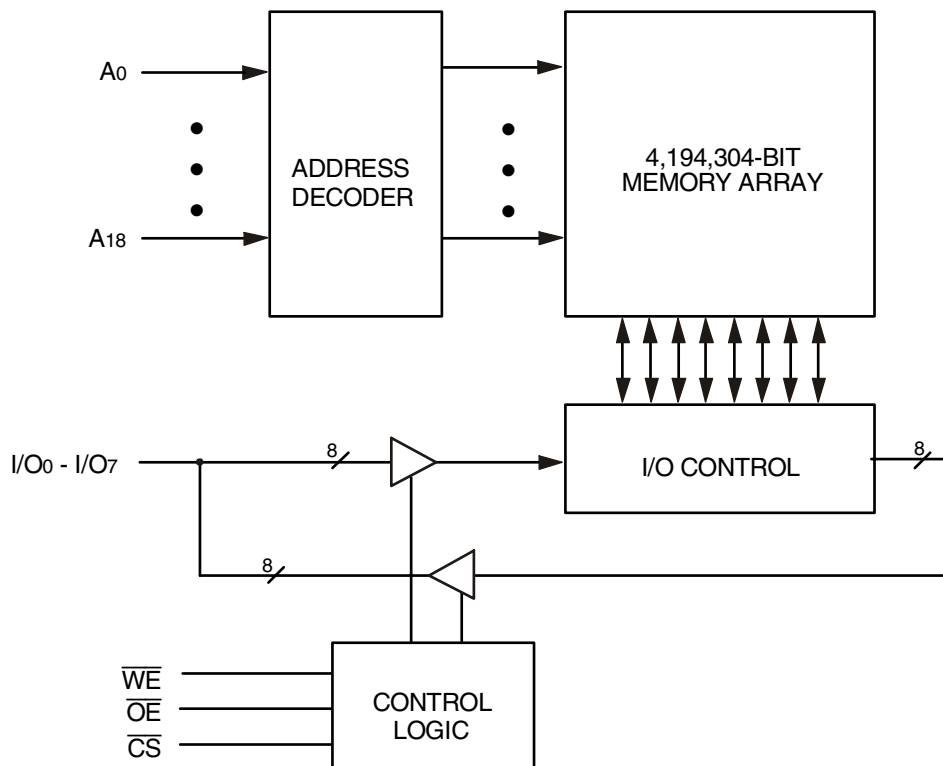 A0
A18
ADDRESS
DECODER
4,194,304-BIT
MEMORY ARRAY
I/O0 - I/O7
8
I/O CONTROL
8
8
WE
OE
CS
CONTROL
LOGIC